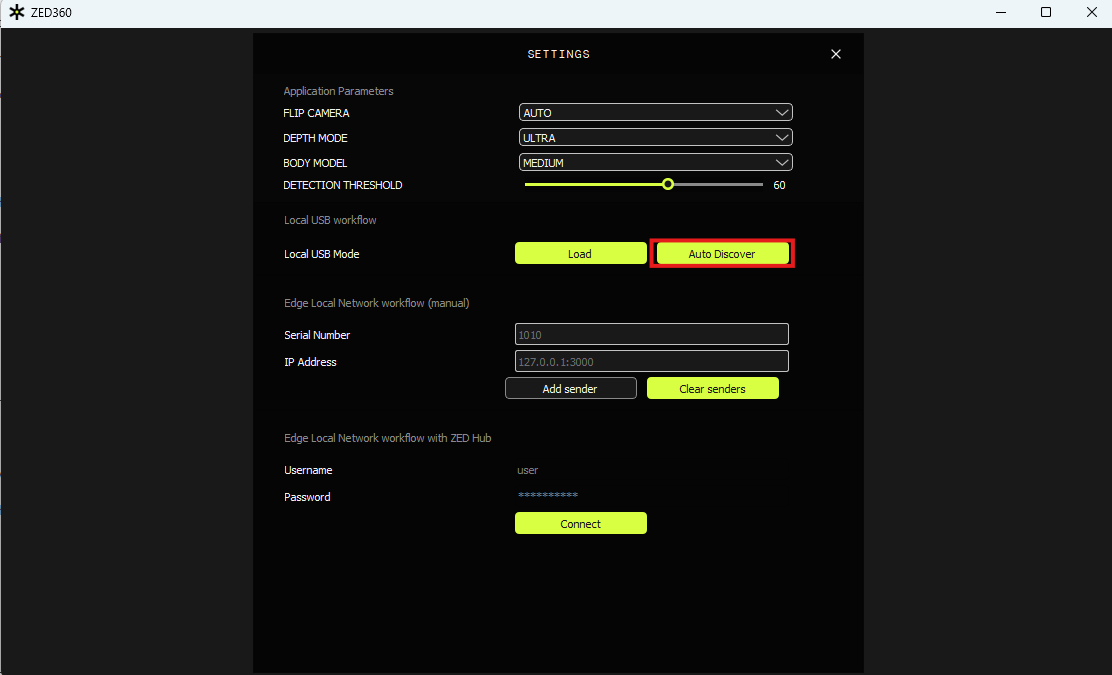 ZED360
SETTINGS
Application Parameters
FLIP CAMERA AUTO
DEPTH MODE ULTRA
BODY MODEL MEDIUM
DETECTION THRESHOLD 60
Local USB workflow
Local USB Mode Load Auto Discover
Edge Local Network workflow (manual)
Serial Number 1010
IP Address 127.0.0.1:3000
Add sender Clear senders
Edge Local Network workflow with ZED Hub
Username user
Password **********
Connect